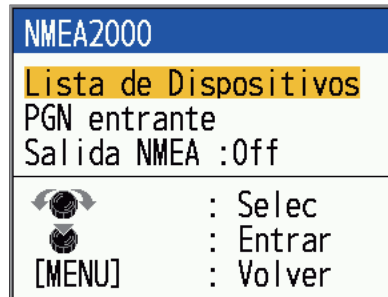 NMEA2000
Lista de Dispositivos
PGN entrante
Salida NMEA :Off
: Selec
: Entrar
[MENU] : Volver